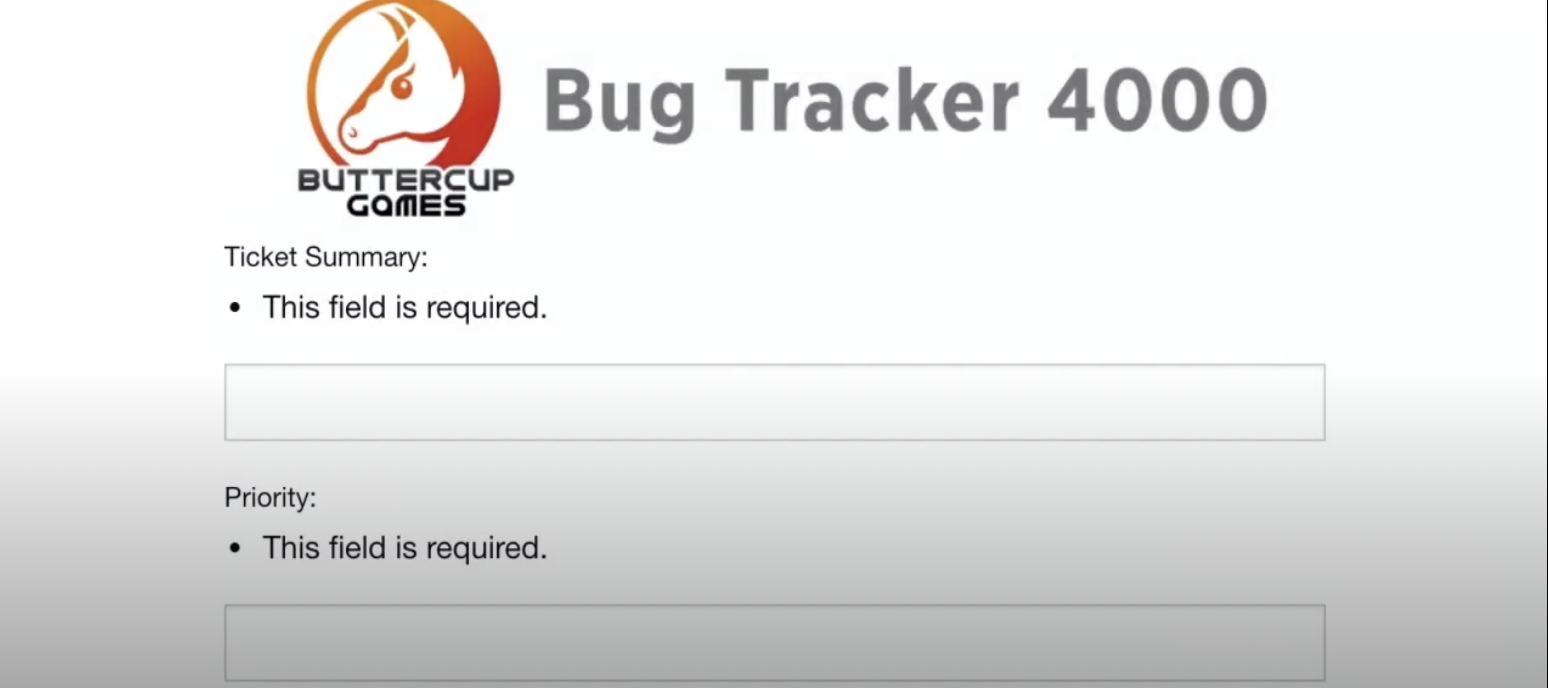 Bug Tracker 4000
BUTTERCUP
GAMES
Ticket Summary:
• This field is required.
Priority:
• This field is required.